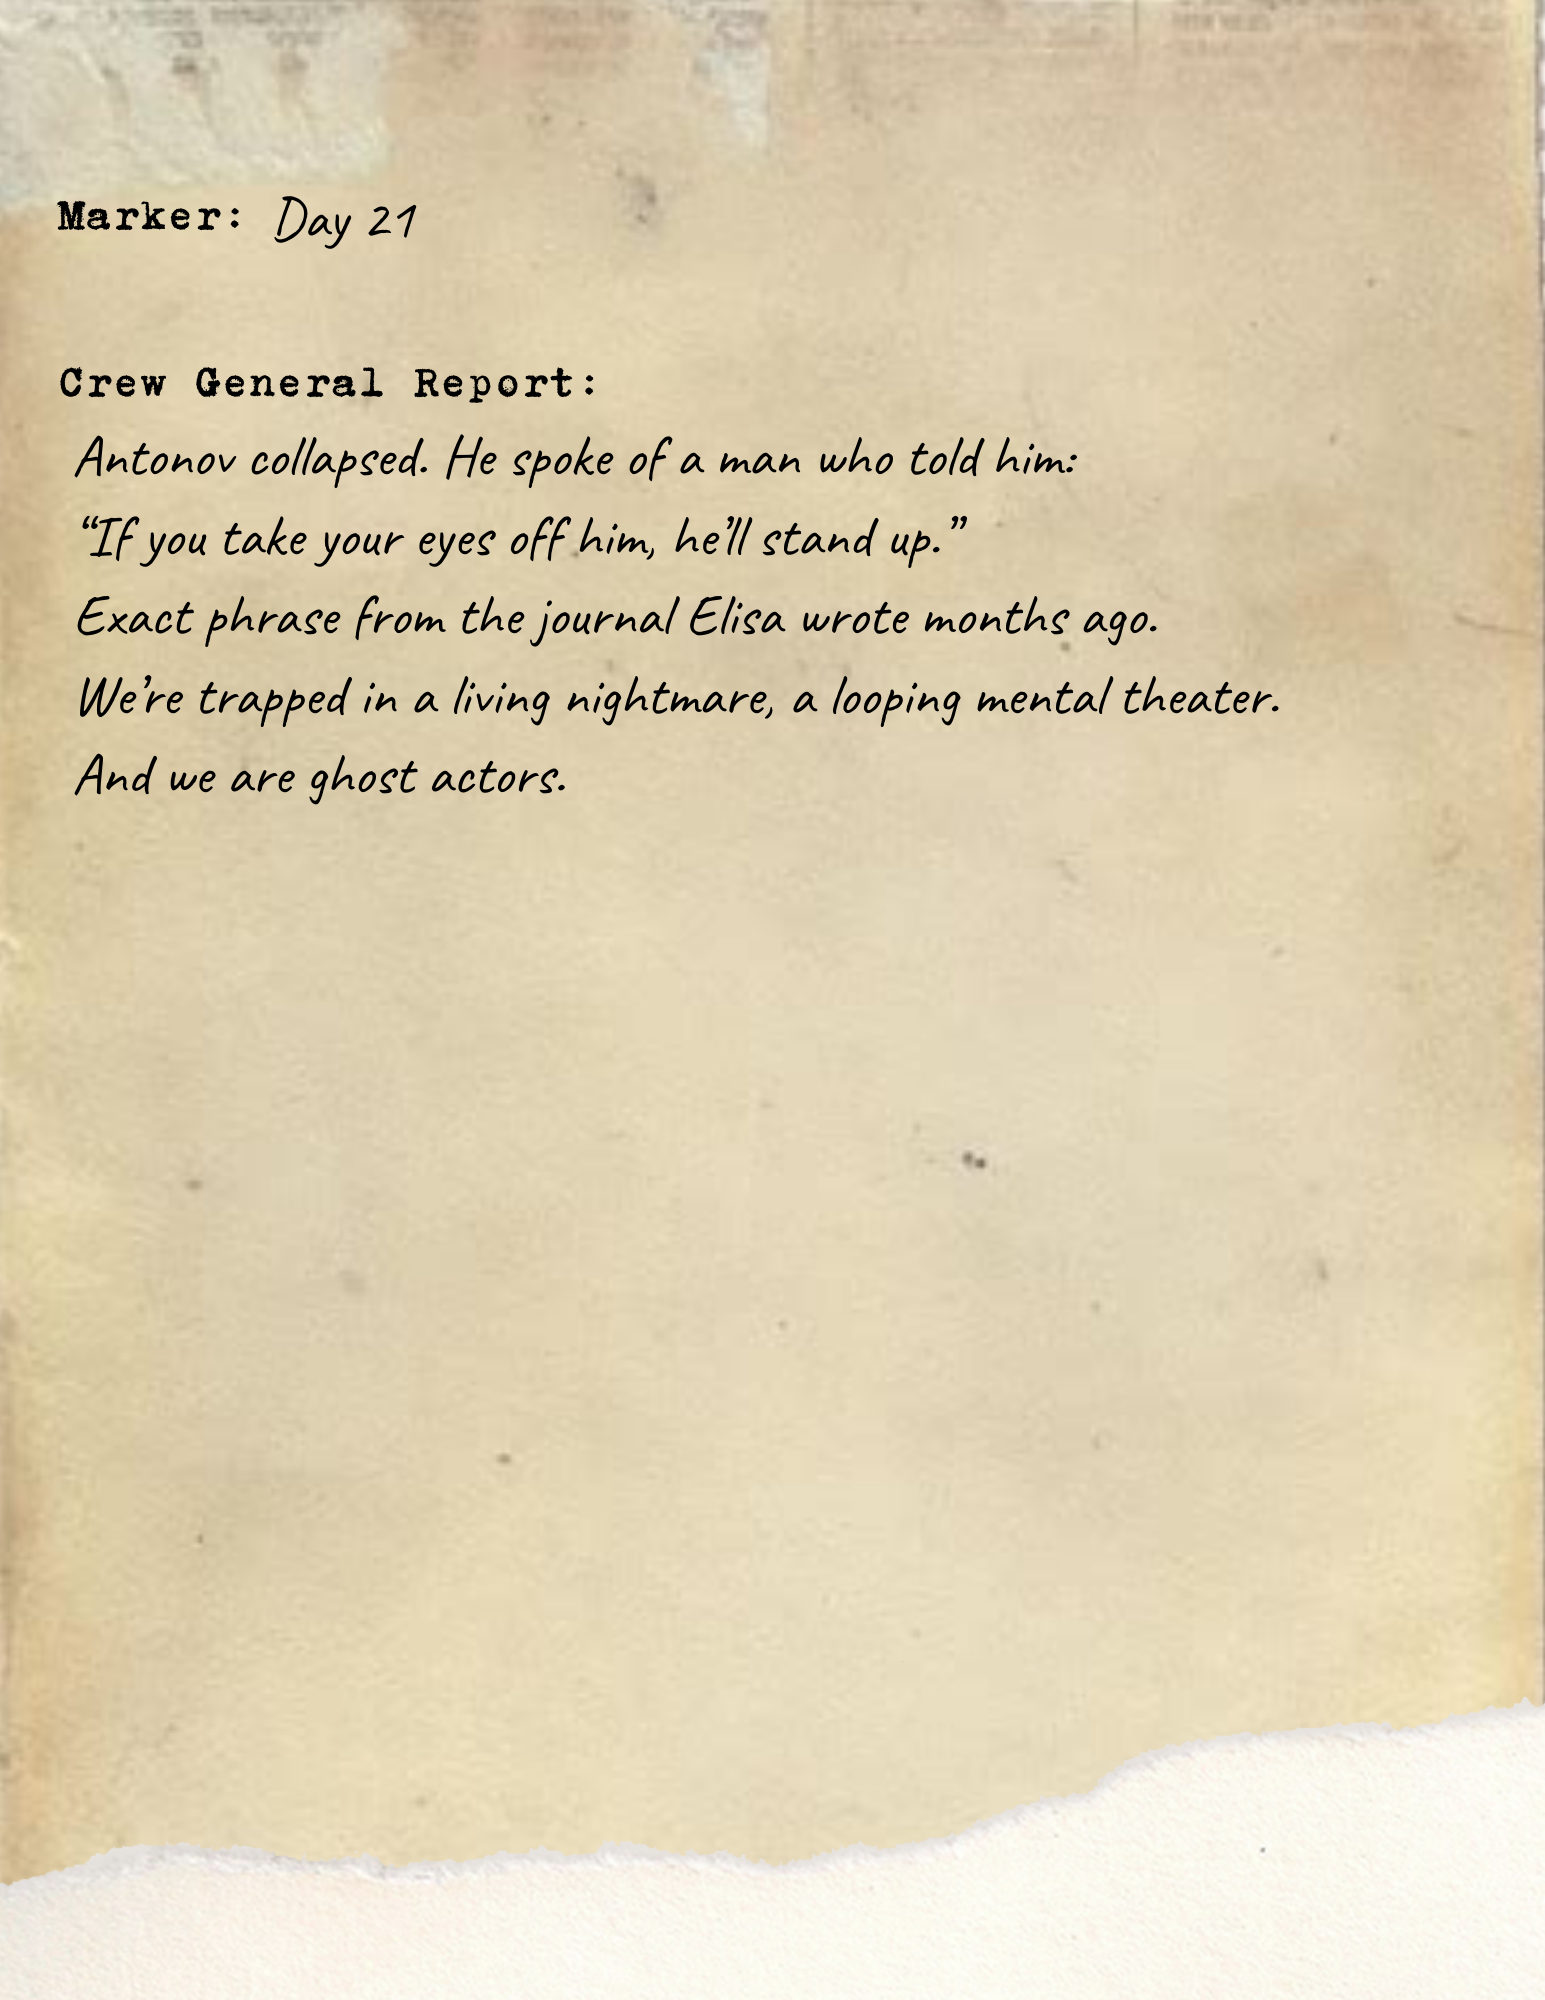 Marker: Day 21
Crew General Report:
Antonov collapsed. He spoke of a man who told him:
“If you take your eyes off him, he’ll stand up.”
Exact phrase from the journal Elisa wrote months ago.
We’re trapped in a living nightmare, a looping mental theater.
And we are ghost actors.